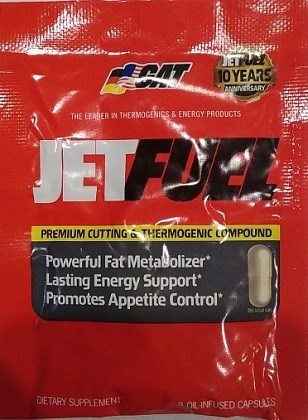 GAT
JETFUEL
10 YEARS
ANNIVERSARY
THE LEADER IN THERMOGENICS & ENERGY PRODUCTS
JETFUEL
PREMIUM CUTTING & THERMOGENIC COMPOUND
Powerful Fat Metabolizer*
Lasting Energy Support*
Promotes Appetite Control*
DIETARY SUPPLEMENT
OIL-INFUSED CAPSULES